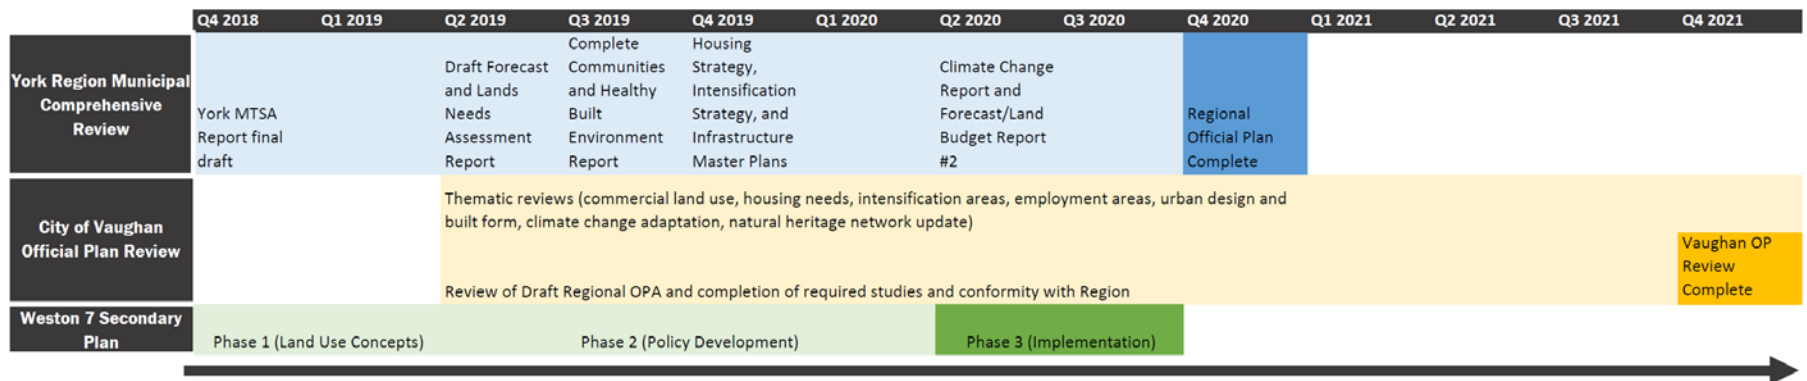 Q4 2018 Q1 2019 Q2 2019 Q3 2019 Q4 2019 Q1 2020 Q2 2020 Q3 2020 Q4 2020 Q1 2021 Q2 2021 Q3 2021 Q4 2021
York Region Municipal
Comprehensive
Review
York MTSA
Report final
draft
Draft Forecast
and Lands
Needs
Assessment
Report
Complete
Communities
and Healthy
Built
Environment
Report
Housing
Strategy,
Intensification
Strategy, and
Infrastructure
Master Plans
Climate Change
Report and
Forecast/Land
Budget Report
#2
Regional
Official Plan
Complete
City of Vaughan
Official Plan Review
Thematic reviews (commercial land use, housing needs, intensification areas, employment areas, urban design and
built form, climate change adaptation, natural heritage network update)
Review of Draft Regional OPA and completion of required studies and conformity with Region
Vaughan OP
Review
Complete
Weston 7 Secondary
Plan
Phase 1 (Land Use Concepts) Phase 2 (Policy Development) Phase 3 (Implementation)